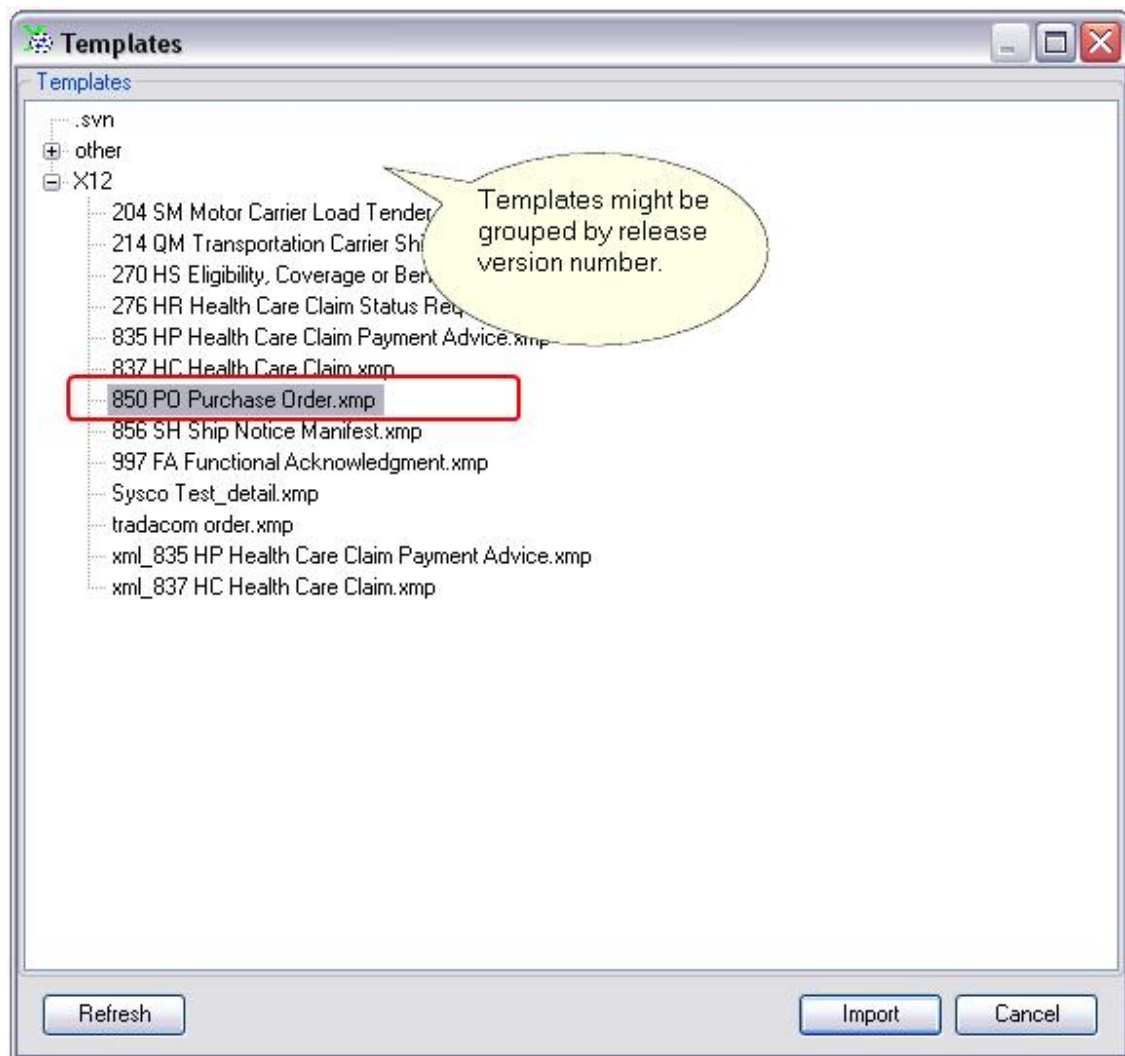 Templates
Templates
.svn
other
X12
204 SM Motor Carrier Load Tender
214 QM Transportation Carrier
270 HS Eligibility, Coverage or
276 HR Health Care Claim Status
835 HP Health Care Claim Payment Advice.xmp
837 HC Health Care Claim.xmp
850 PO Purchase Order.xmp
856 SH Ship Notice Manifest.xmp
997 FA Functional Acknowledgment.xmp
Sysco Test_detail.xmp
tradacom order.xmp
xml_835 HP Health Care Claim Payment Advice.xmp
xml_837 HC Health Care Claim.xmp
Templates might be
grouped by release
version number.
Refresh
Import
Cancel